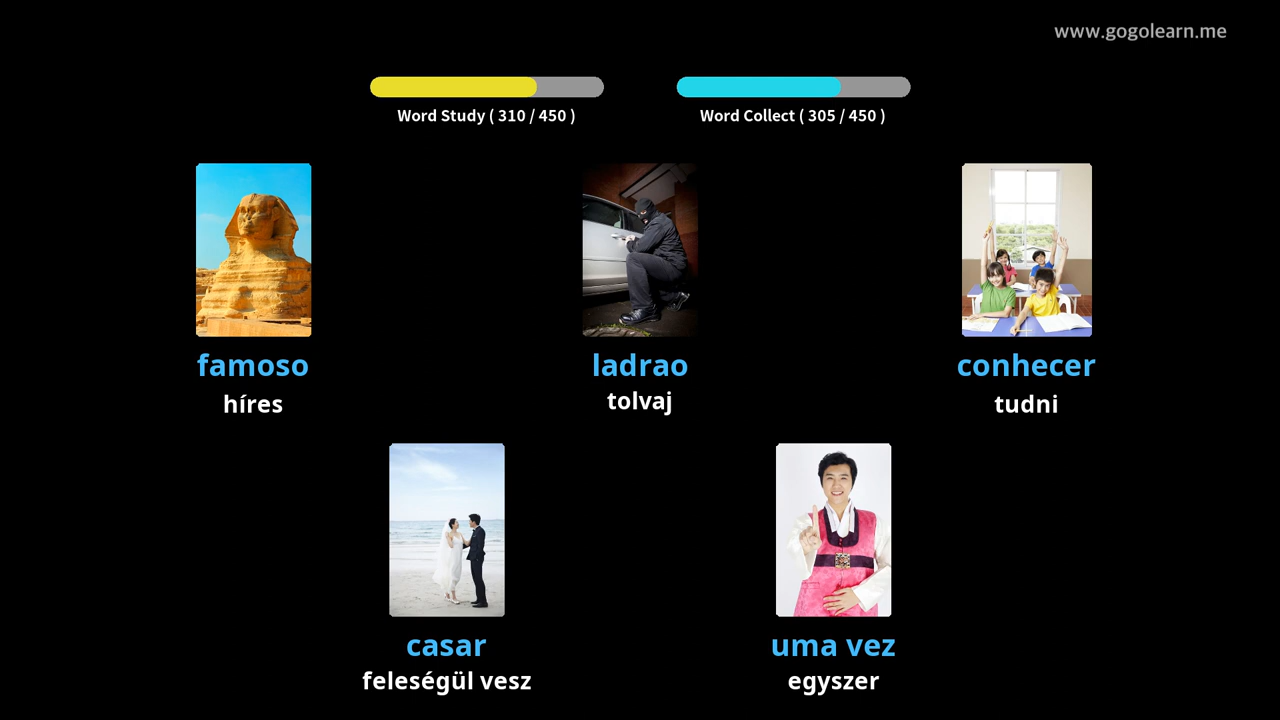 www.gogolearn.me
Word Study ( 310 / 450 )
Word Collect ( 305 / 450 )
famoso
híres
ladrao
tolvaj
conhecer
tudni
casar
feleségül vesz
uma vez
egyszer